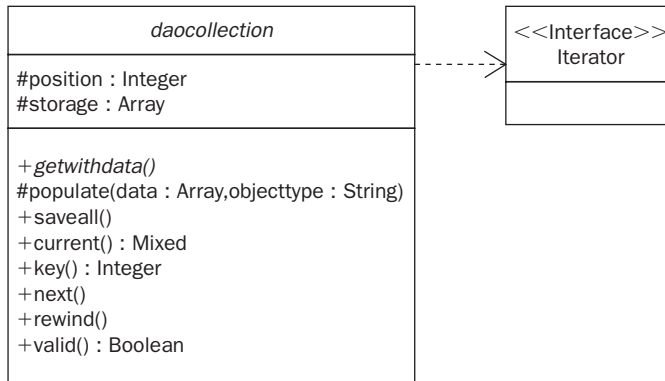 daocollection
#position : Integer
#storage : Array
+getwithdata()
#populate(data : Array,objecttype : String)
+saveall()
+current() : Mixed
+key() : Integer
+next()
+rewind()
+valid() : Boolean
<<Interface>>
Iterator